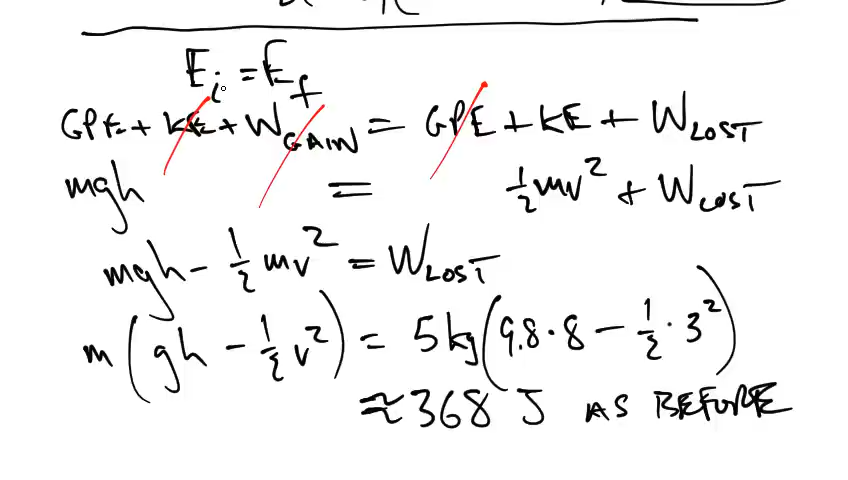 E_i = E_f
GPE + KE + W_GAIN = GPE + KE + W_LOST
mgh = ½mv² + W_LOST
mgh - ½mv² = W_LOST
m(gh - ½v²) = 5kg(9.8 · 8 - ½ · 3²)
≈ 368 J AS BEFORE